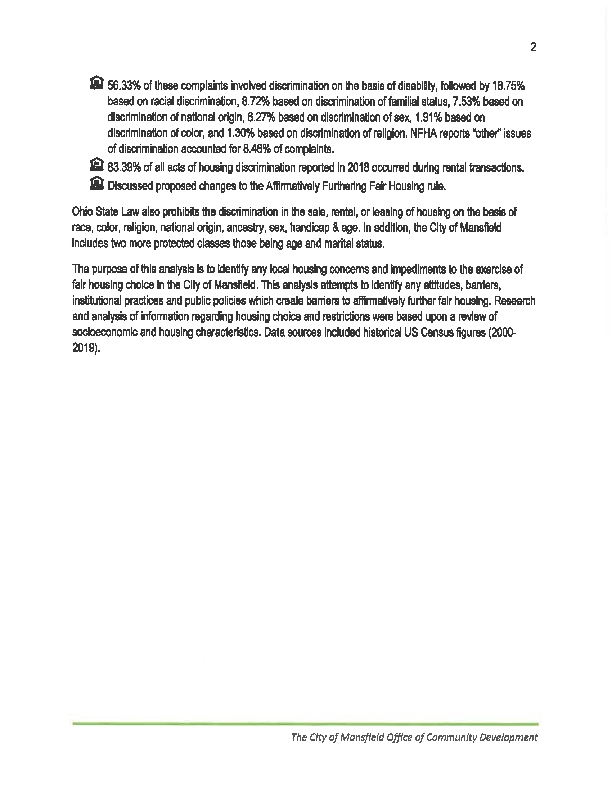 2
56.33% of these complaints involved discrimination on the basis of disability, followed by 18.75%
based on racial discrimination, 8.72% based on discrimination of familial status, 7.53% based on
discrimination of national origin, 6.27% based on discrimination of sex, 1.91% based on
discrimination of color, and 1.30% based on discrimination of religion. NFHA reports "other" issues
of discrimination accounted for 8.48% of complaints.
83.39% of all acts of housing discrimination reported in 2018 occurred during rental transactions.
Discussed proposed changes to the Affirmatively Furthering Fair Housing rule.
Ohio State Law also prohibits the discrimination in the sale, rental, or leasing of housing on the basis of
race, color, religion, national origin, ancestry, sex, handicap & age. In addition, the City of Mansfield
includes two more protected classes those being age and marital status.
The purpose of this analysis is to identify any local housing concerns and impediments to the exercise of
fair housing choice in the City of Mansfield. This analysis attempts to identify any attitudes, barriers,
institutional practices and public policies which create barriers to affirmatively further fair housing. Research
and analysis of information regarding housing choice and restrictions were based upon a review of
socioeconomic and housing characteristics. Data sources included historical US Census figures (2000-
2019).
The City of Mansfield Office of Community Development